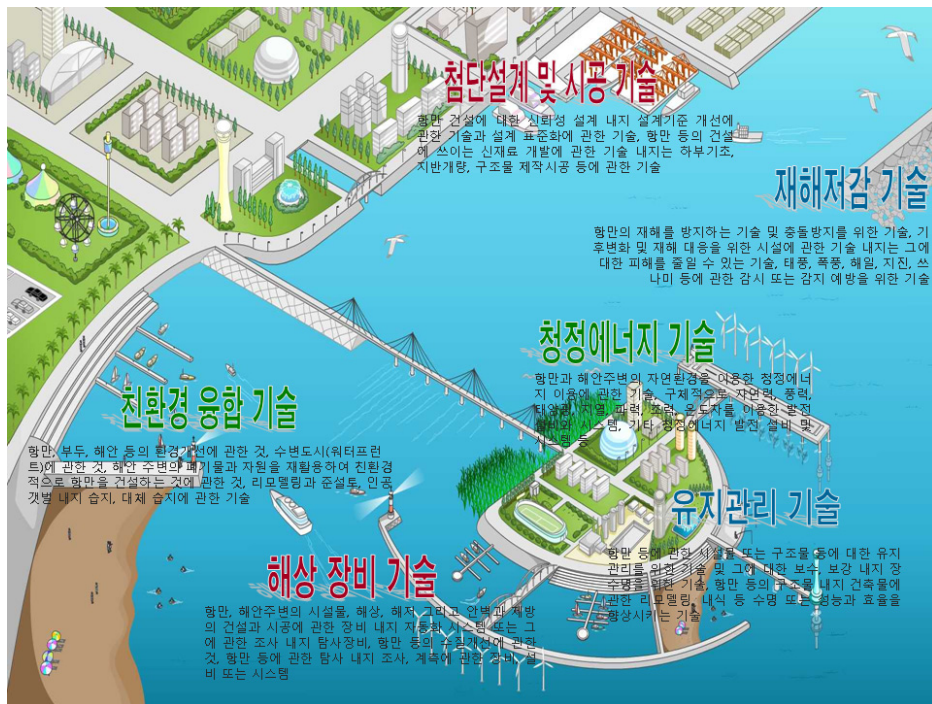 첨단설계 및 시공 기술
항만 건설에 대한 신뢰성 설계 내지 설계기준 개선에
관한 기술과 설계 표준화에 관한 기술, 항만 등의 건설
에 쓰이는 신재료 개발에 관한 기술 내지는 하부기초,
지반개량, 구조물 제작시공 등에 관한 기술
재해저감 기술
항만의 재해를 방지하는 기술 및 충돌방지를 위한 기술, 기
후변화 및 재해 대응을 위한 시설에 관한 기술 내지는 그에
대한 피해를 줄일 수 있는 기술, 태풍, 폭풍, 해일, 지진, 쓰
나미 등에 관한 감시 또는 감지 예방을 위한 기술
청정에너지 기술
항만과 해안주변의 자연환경을 이용한 청정에너
지 이용에 관한 기술, 구체적으로 자연력, 풍력,
태양광, 지열, 파력, 조력, 온도차를 이용한 발전
설비와 시스템, 기타 청정에너지 발전 설비 및
시스템 등
친환경 융합 기술
항만, 부두, 해안 등의 환경개선에 관한 것, 수변도시(워터프런
트)에 관한 것, 해안 주변의 폐기물과 자원을 재활용하여 친환경
적으로 항만을 건설하는 것에 관한 것, 리모델링과 준설토, 인공
갯벌 내지 습지, 대체 습지에 관한 기술
유지관리 기술
항만 등에 관한 시설물 또는 구조물 등에 대한 유지
관리를 위한 기술 및 그에 대한 보수, 보강 내지 장
수명을 위한 기술, 항만 등의 구조물 내지 건축물에
관한 리모델링, 내식 등 수명 또는 성능과 효율을
향상시키는 기술
해상 장비 기술
항만, 해안주변의 시설물, 해상, 해저 그리고 안벽과 제방
의 건설과 시공에 관한 장비 내지 자동화 시스템 또는 그
에 관한 조사 내지 탐사장비, 항만 등의 수질개선에 관한
것, 항만 등에 관한 탐사 내지 조사, 계측에 관한 장비, 설
비 또는 시스템